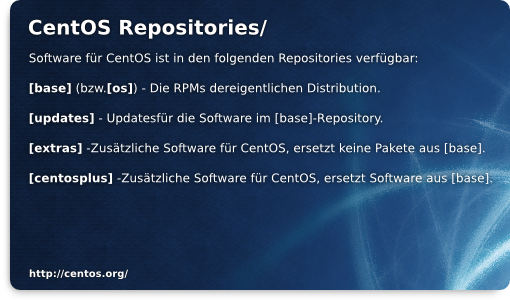 CentOS Repositories/
Software für CentOS ist in den folgenden Repositories verfügbar:
[base] (bzw.[os]) - Die RPMs dereigentlichen Distribution.
[updates] - Updatesfür die Software im [base]-Repository.
[extras] -Zusätzliche Software für CentOS, ersetzt keine Pakete aus [base].
[centosplus] -Zusätzliche Software für CentOS, ersetzt Software aus [base].
http://centos.org/